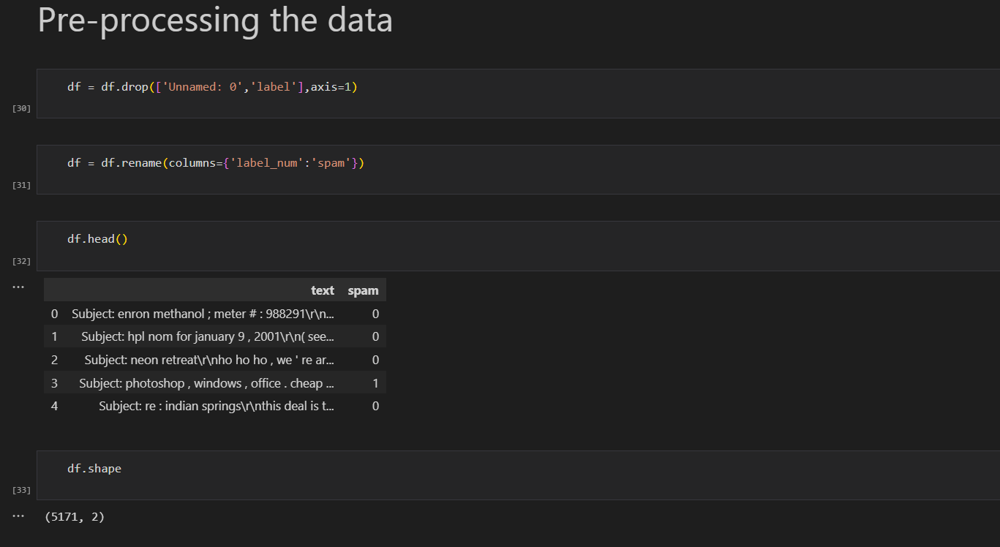 Pre-processing the data
df = df.drop(['Unnamed: 0','label'],axis=1)
[30]
df = df.rename(columns={'label_num':'spam'})
[31]
df.head()
[32]
...
text spam
0 Subject: enron methanol ; meter # : 988291\r\n... 0
1 Subject: hpl nom for january 9 , 2001\r\n( see... 0
2 Subject: neon retreat\r\nho ho ho , we ' re ar... 0
3 Subject: photoshop , windows , office . cheap ... 1
4 Subject: re : indian springs\r\nthis deal is t... 0
df.shape
[33]
...
(5171, 2)